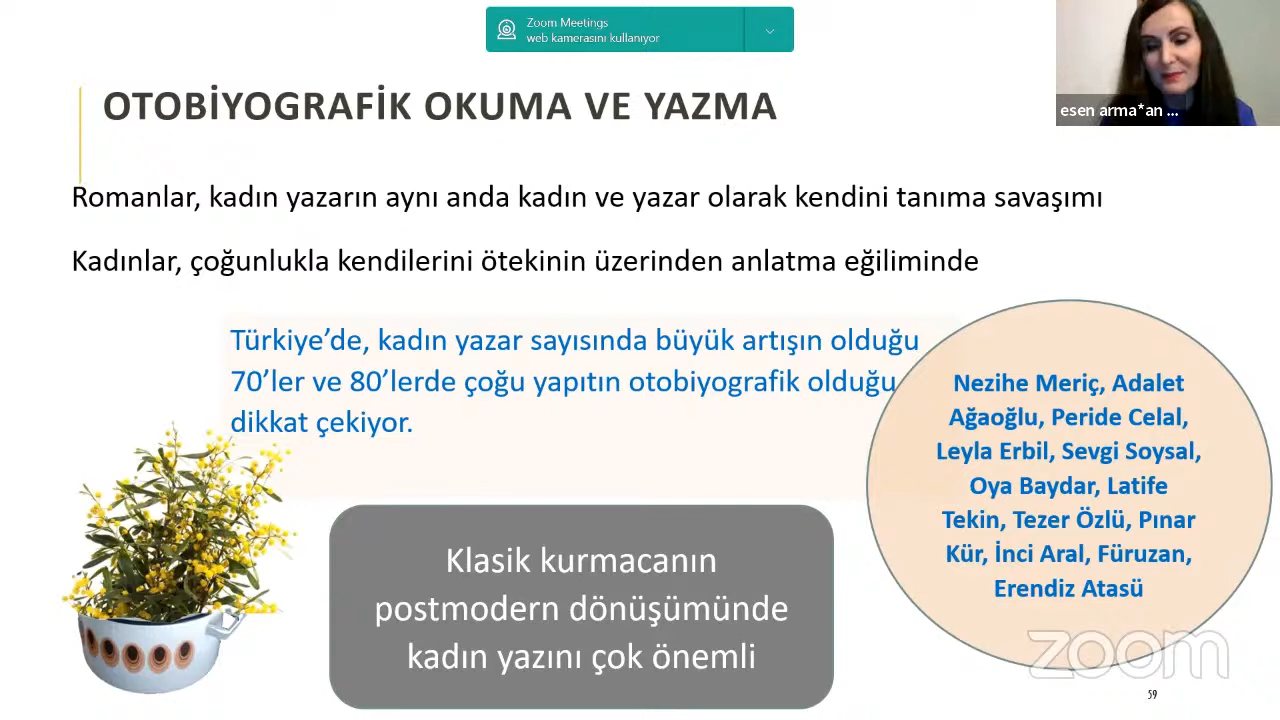 Zoom Meetings
web kamerasını kullanıyor
esen arma*an ...
OTOBİYOGRAFİK OKUMA VE YAZMA
Romanlar, kadın yazarın aynı anda kadın ve yazar olarak kendini tanıma savaşımı
Kadınlar, çoğunlukla kendilerini ötekinin üzerinden anlatma eğiliminde
Türkiye’de, kadın yazar sayısında büyük artışın olduğu
70’ler ve 80’lerde çoğu yapıtın otobiyografik olduğu
dikkat çekiyor.
Nezihe Meriç, Adalet
Ağaoğlu, Peride Celal,
Leyla Erbil, Sevgi Soysal,
Oya Baydar, Latife
Tekin, Tezer Özlü, Pınar
Kür, İnci Aral, Füruzan,
Erendiz Atasü
Klasik kurmacanın
postmodern dönüşümünde
kadın yazını çok önemli
zoom
59